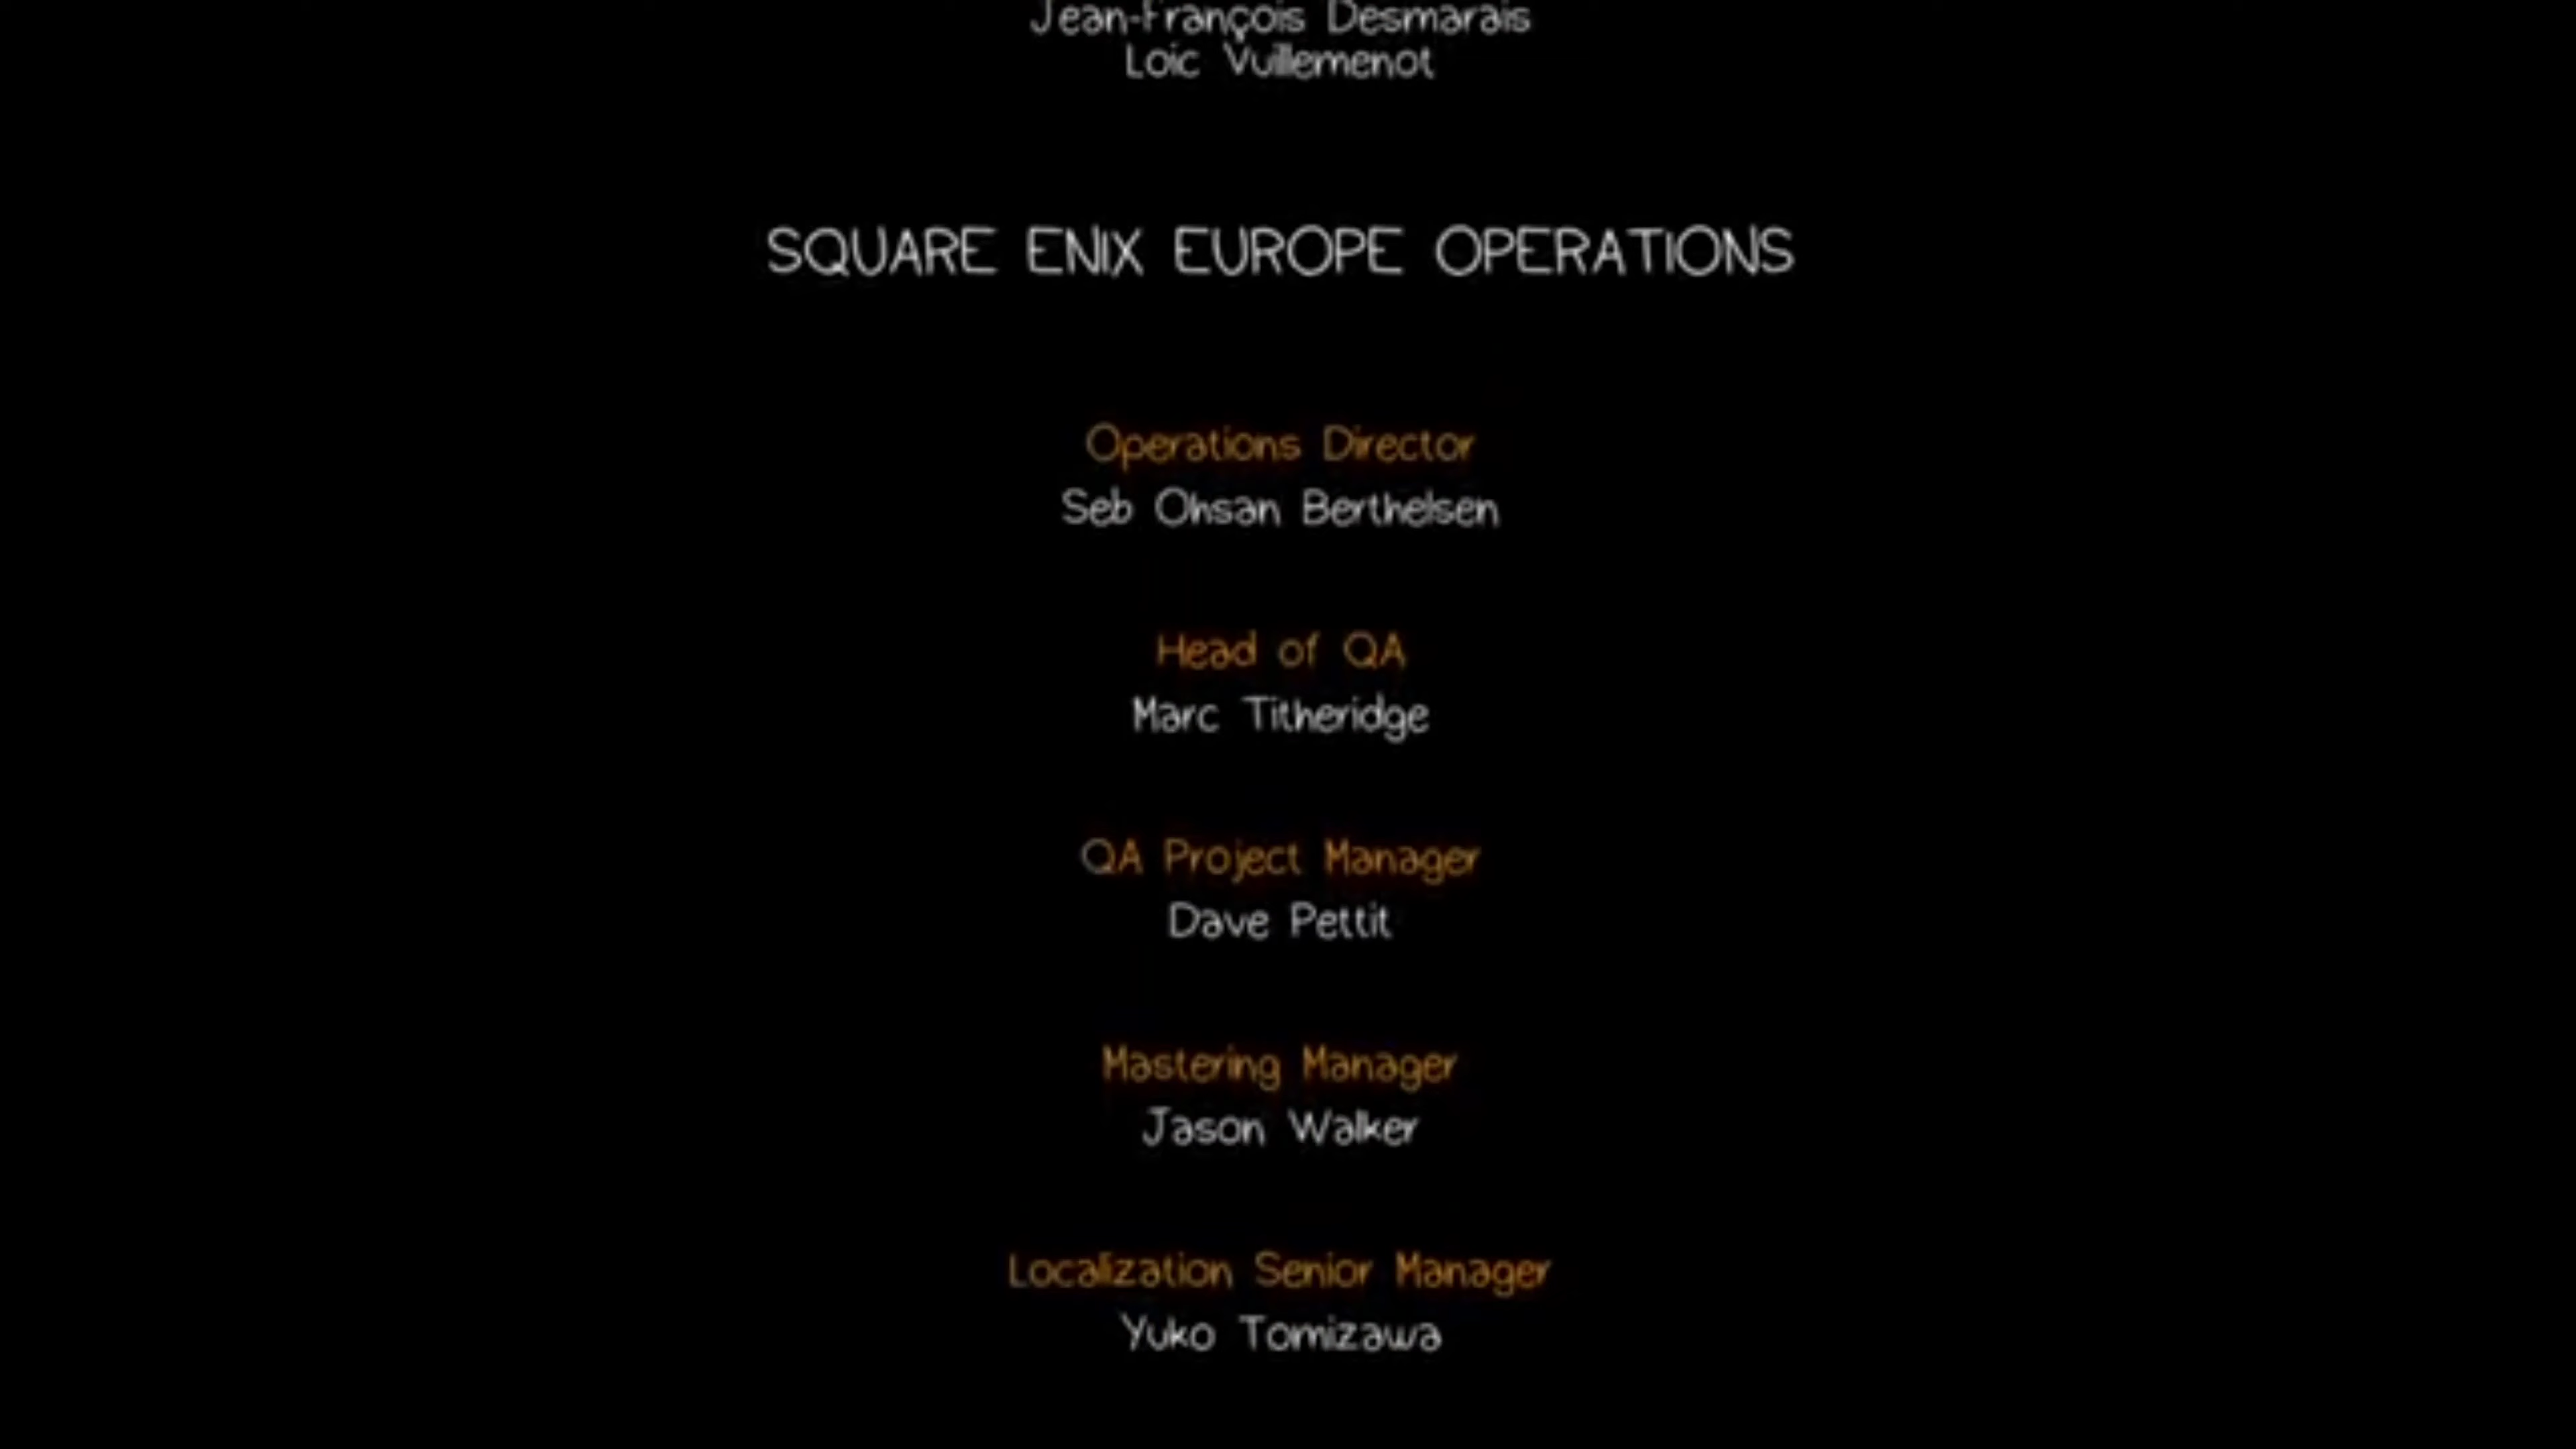 Jean-François Desmarais
Loic Vuillemenot
SQUARE ENIX EUROPE OPERATIONS
Operations Director
Seb Ohsan Berthelsen
Head of QA
Marc Titheridge
QA Project Manager
Dave Pettit
Mastering Manager
Jason Walker
Localization Senior Manager
Yuko Tomizawa